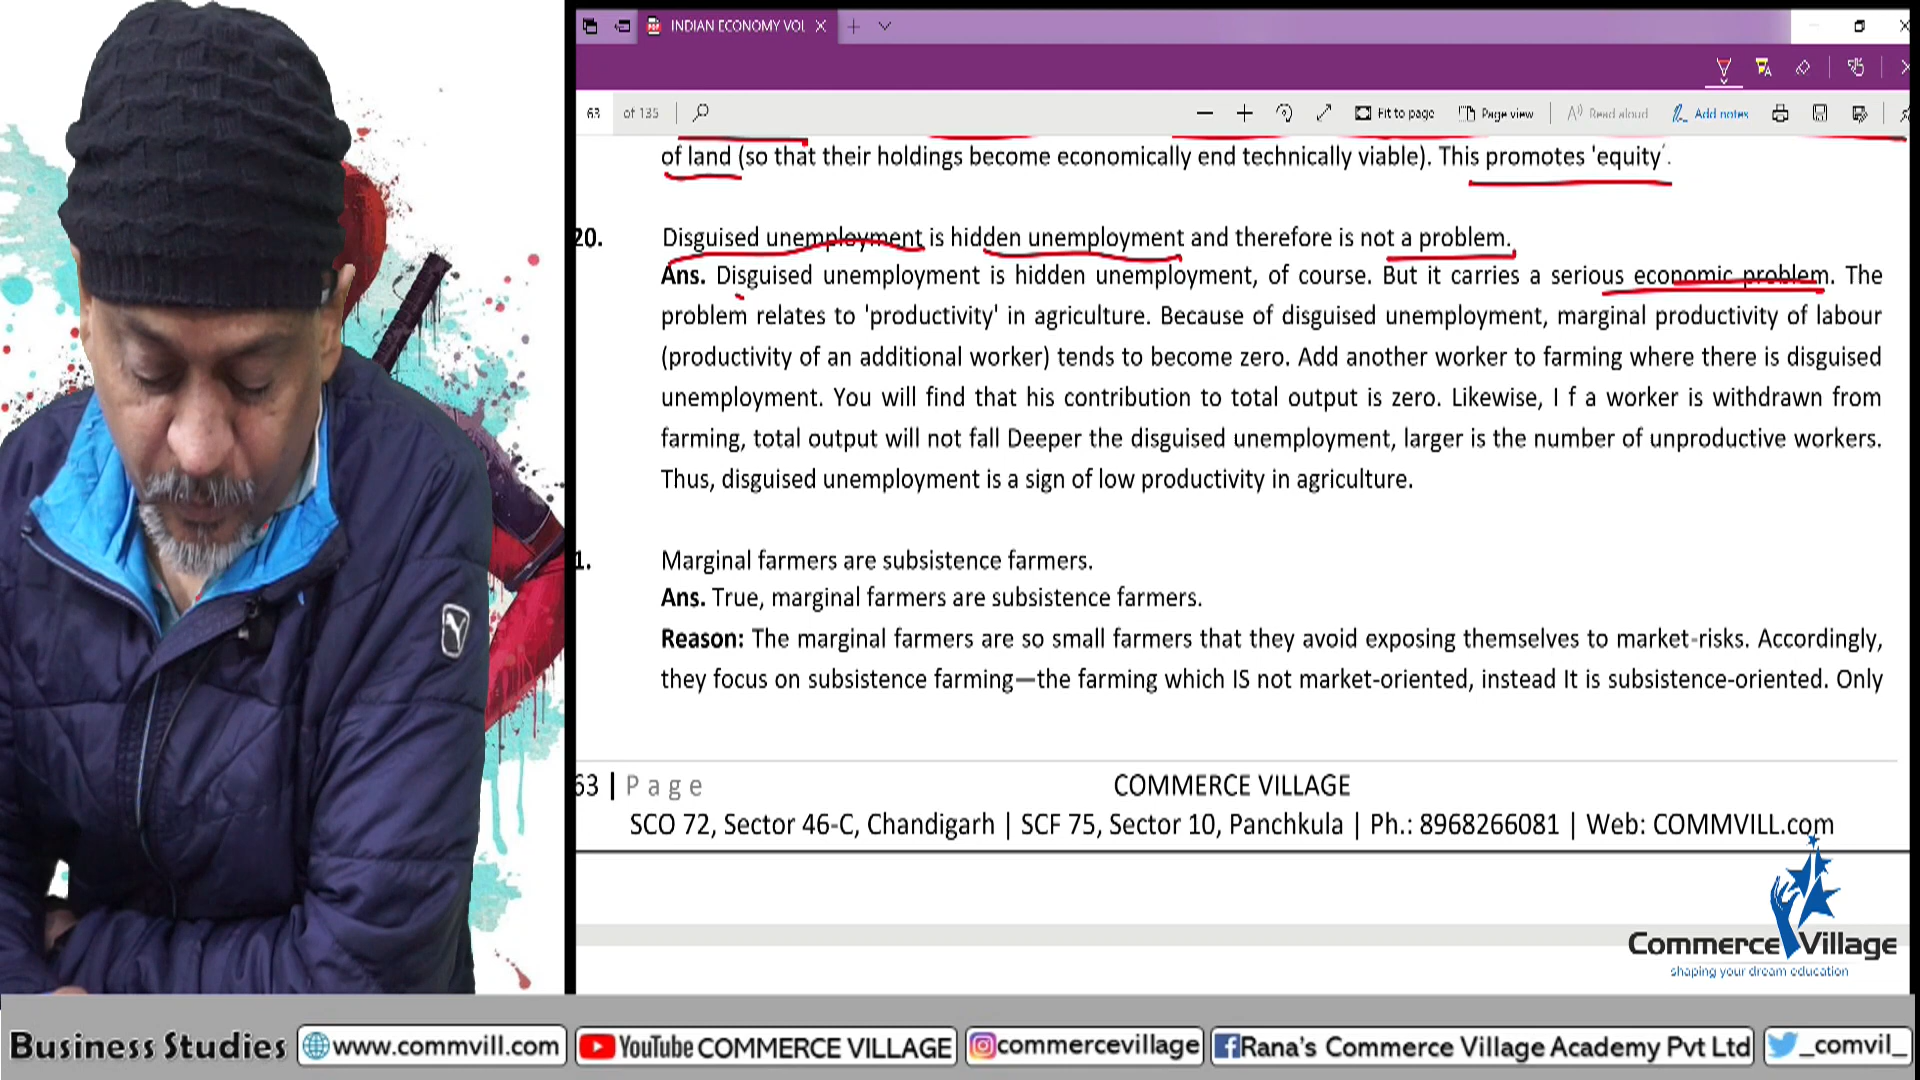 INDIAN ECONOMY VOL
63 of 135 Fit to page Page view Read aloud Add notes
of land (so that their holdings become economically end technically viable). This promotes 'equity'.
20. Disguised unemployment is hidden unemployment and therefore is not a problem.
Ans. Disguised unemployment is hidden unemployment, of course. But it carries a serious economic problem. The
problem relates to 'productivity' in agriculture. Because of disguised unemployment, marginal productivity of labour
(productivity of an additional worker) tends to become zero. Add another worker to farming where there is disguised
unemployment. You will find that his contribution to total output is zero. Likewise, I f a worker is withdrawn from
farming, total output will not fall Deeper the disguised unemployment, larger is the number of unproductive workers.
Thus, disguised unemployment is a sign of low productivity in agriculture.
1. Marginal farmers are subsistence farmers.
Ans. True, marginal farmers are subsistence farmers.
Reason: The marginal farmers are so small farmers that they avoid exposing themselves to market-risks. Accordingly,
they focus on subsistence farming—the farming which IS not market-oriented, instead It is subsistence-oriented. Only
63 | Page COMMERCE VILLAGE
SCO 72, Sector 46-C, Chandigarh | SCF 75, Sector 10, Panchkula | Ph.: 8968266081 | Web: COMMVILL.com
Commerce Village
shaping your dream education
Business Studies www.commvill.com YouTube COMMERCE VILLAGE commercevillage Rana's Commerce Village Academy Pvt Ltd _comvil_